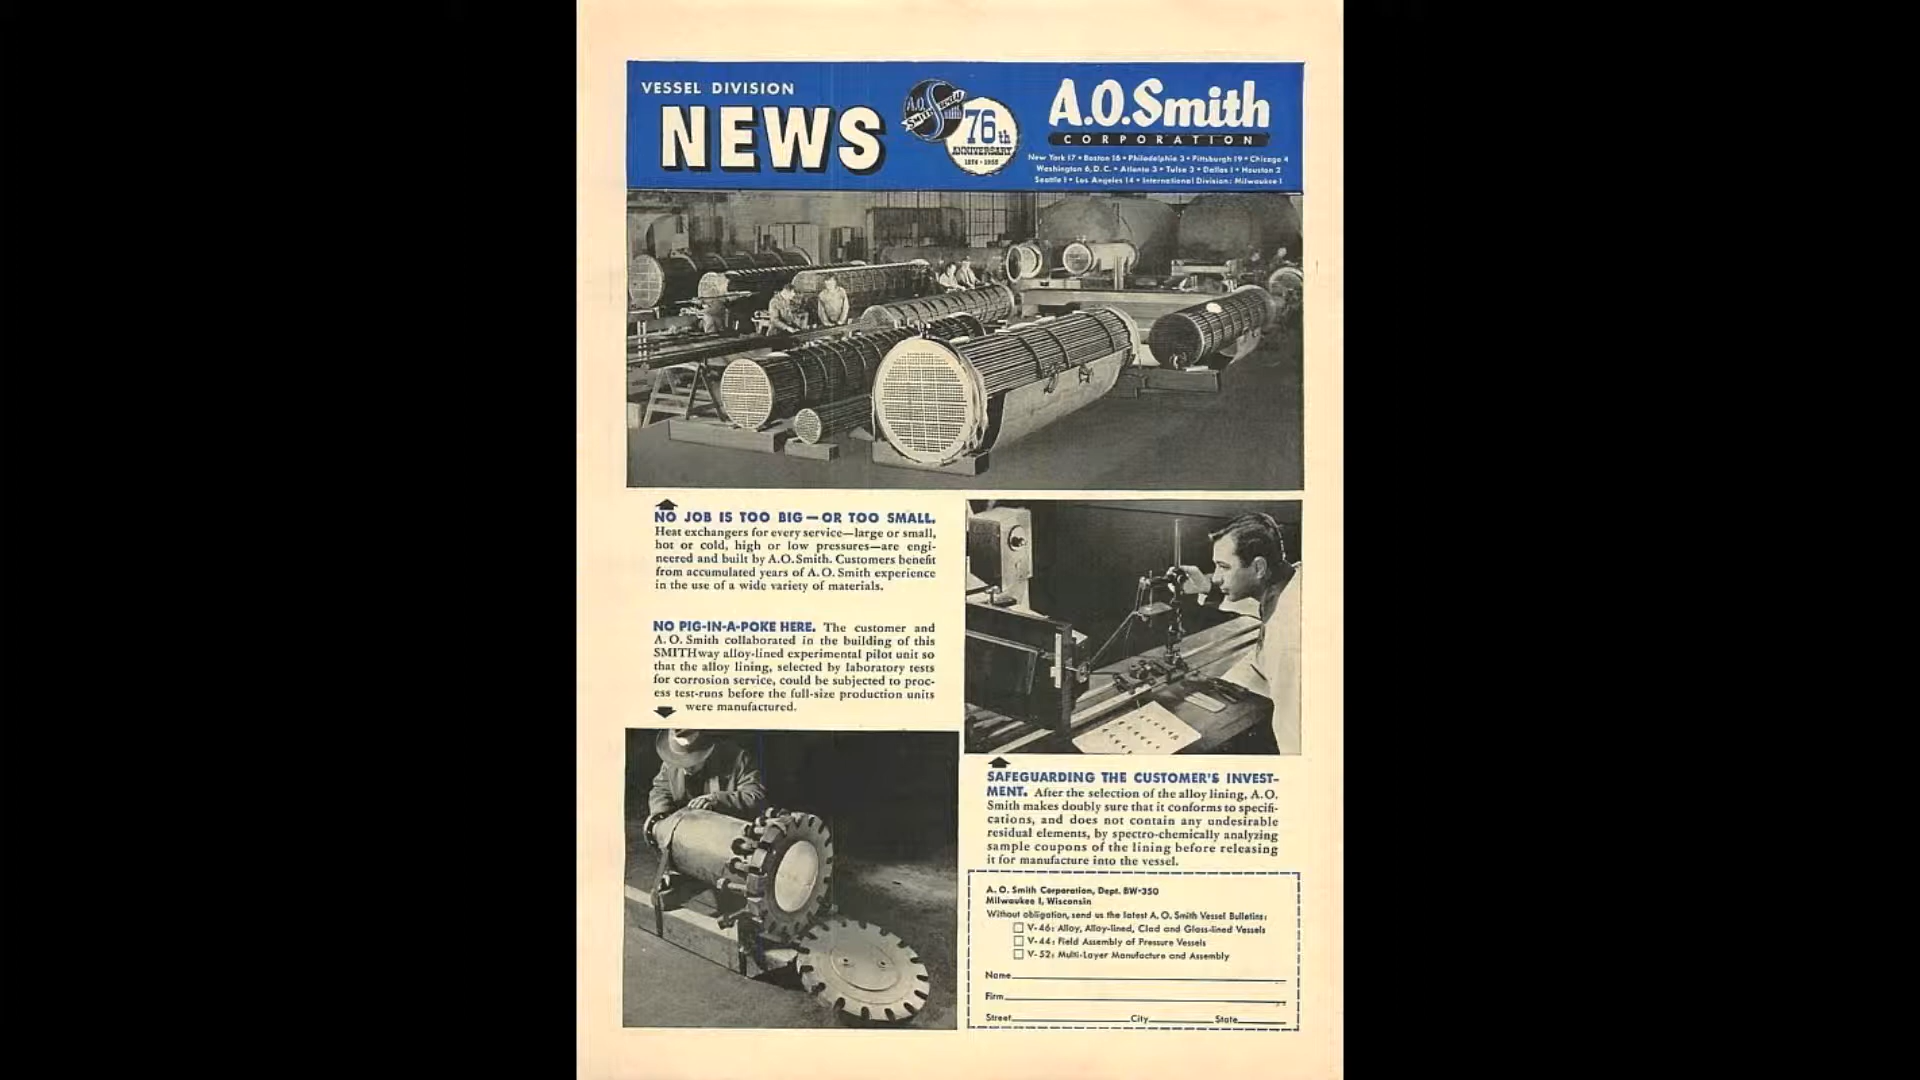 VESSEL DIVISION
NEWS
A.O.
Smith
76th
ANNIVERSARY
A.O.Smith
CORPORATION
New York 17 • Boston 16 • Philadelphia 3 • Pittsburgh 19 • Chicago 4
Washington 6, D.C. • Atlanta 3 • Tulsa 3 • Dallas 1 • Houston 2
Seattle 1 • Los Angeles 14 • International Division: Milwaukee 1
NO JOB IS TOO BIG—OR TOO SMALL.
Heat exchangers for every service—large or small,
hot or cold, high or low pressures—are engi-
neered and built by A.O.Smith. Customers benefit
from accumulated years of A.O. Smith experience
in the use of a wide variety of materials.
NO PIG-IN-A-POKE HERE. The customer and
A. O. Smith collaborated in the building of this
SMITHway alloy-lined experimental pilot unit so
that the alloy lining, selected by laboratory tests
for corrosion service, could be subjected to proc-
ess test-runs before the full-size production units
were manufactured.
SAFEGUARDING THE CUSTOMER'S INVEST-
MENT. After the selection of the alloy lining, A.O.
Smith makes doubly sure that it conforms to specifi-
cations, and does not contain any undesirable
residual elements, by spectro-chemically analyzing
sample coupons of the lining before releasing
it for manufacture into the vessel.
A. O. Smith Corporation, Dept. BW-350
Milwaukee 1, Wisconsin
Without obligation, send us the latest A. O. Smith Vessel Bulletins:
V-46: Alloy, Alloy-lined, Clad and Glass-lined Vessels
V-44: Field Assembly of Pressure Vessels
V-52: Multi-Layer Manufacture and Assembly
Name
Firm
Street City State